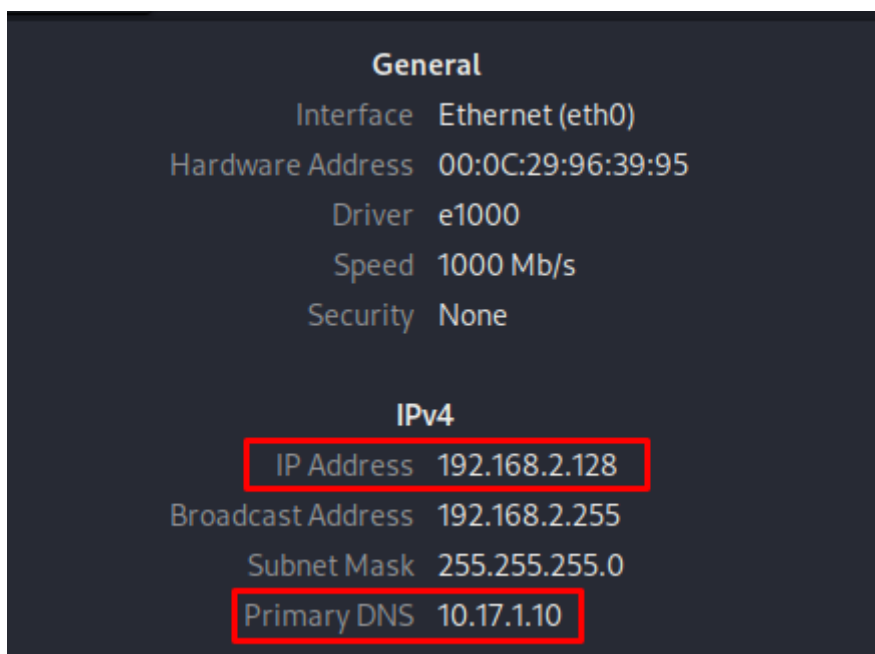 General
Interface Ethernet (eth0)
Hardware Address 00:0C:29:96:39:95
Driver e1000
Speed 1000 Mb/s
Security None
IPv4
IP Address 192.168.2.128
Broadcast Address 192.168.2.255
Subnet Mask 255.255.255.0
Primary DNS 10.17.1.10